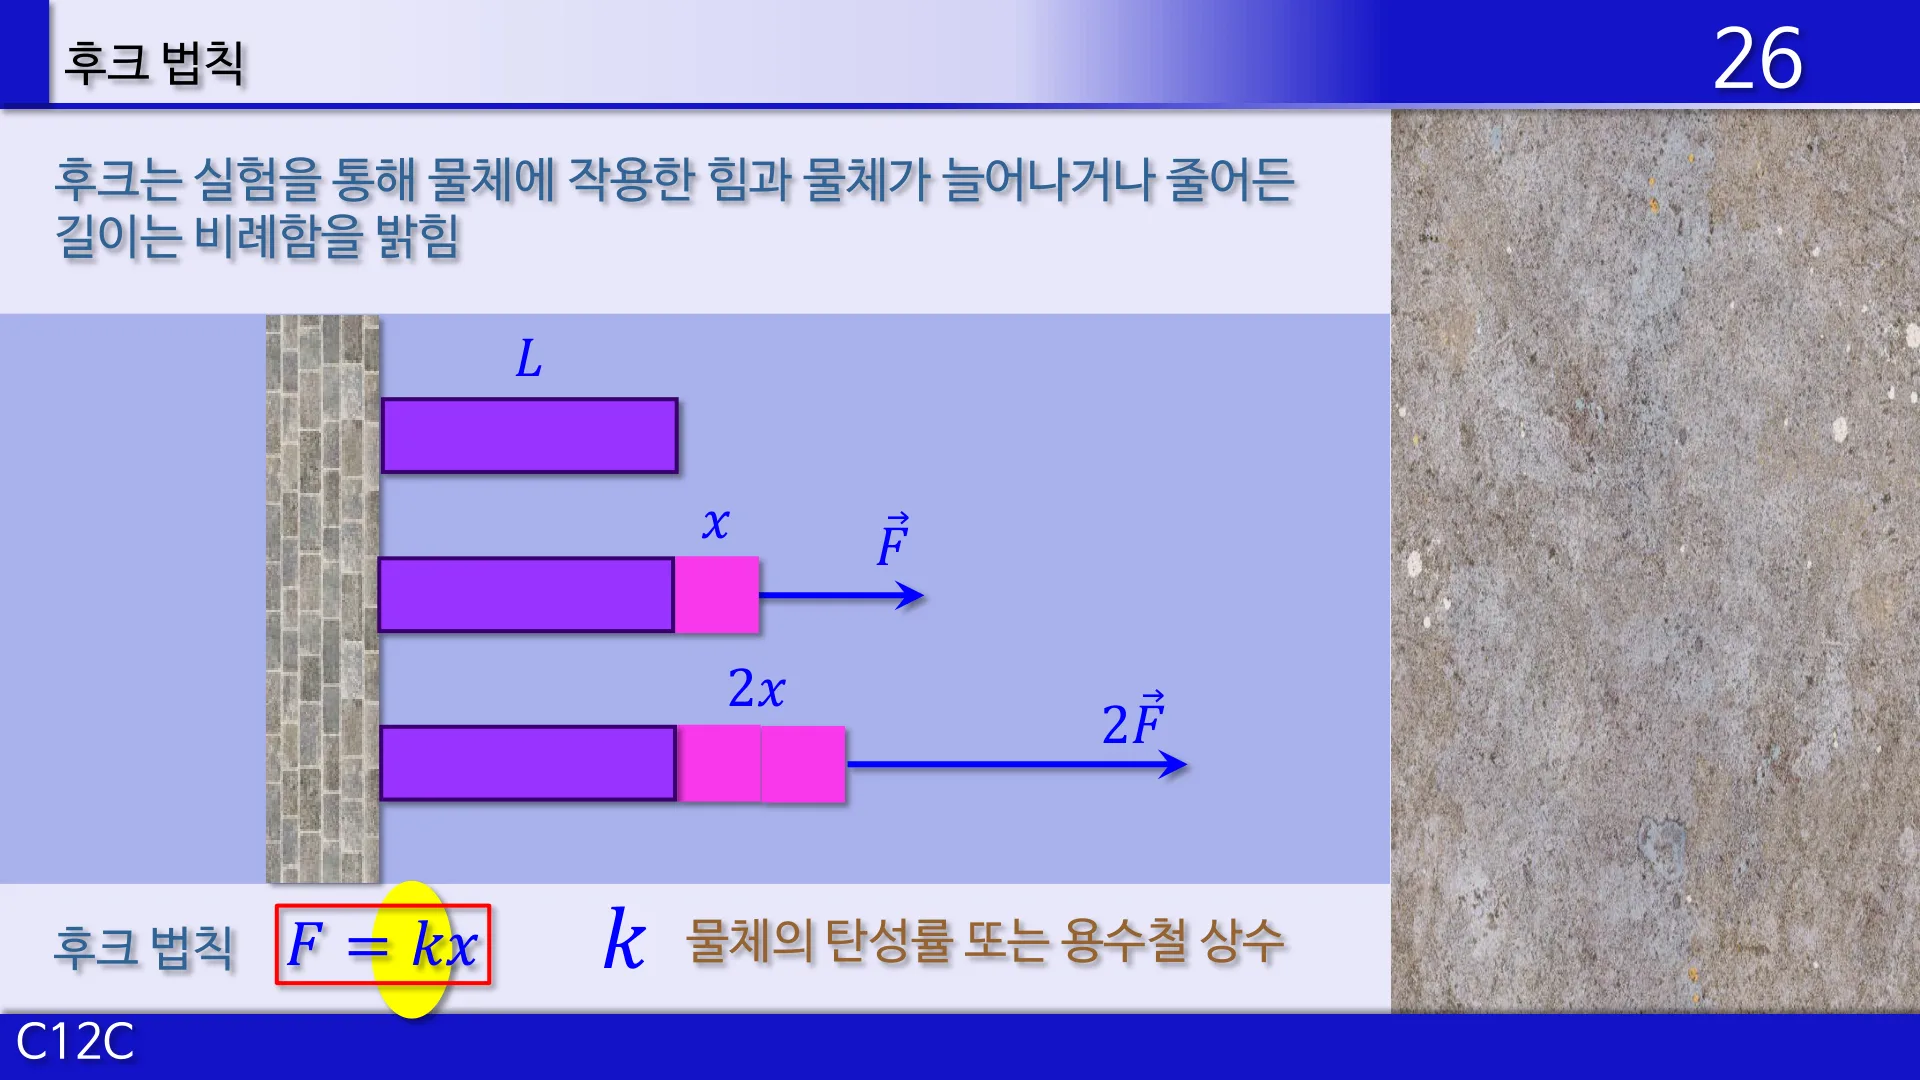 후크 법칙
26
후크는 실험을 통해 물체에 작용한 힘과 물체가 늘어나거나 줄어든
길이는 비례함을 밝힘
L
x
F⃗
2x
2F⃗
후크 법칙 F = kx k 물체의 탄성률 또는 용수철 상수
C12C